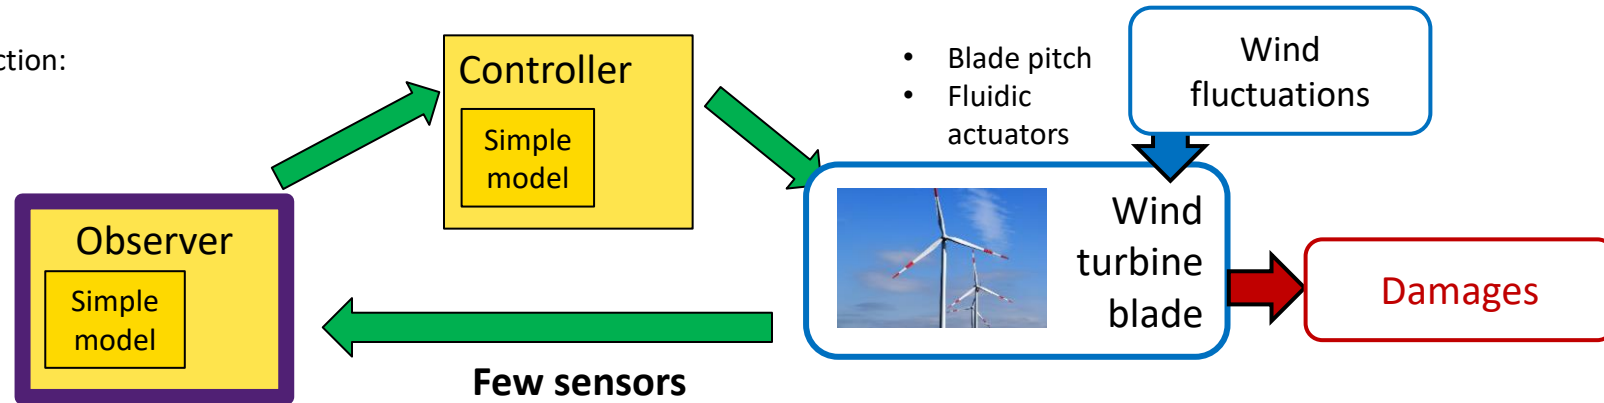 ction:
Controller
Simple
model
• Blade pitch
• Fluidic
actuators
Wind
fluctuations
Observer
Simple
model
Wind
turbine
blade
Damages
Few sensors